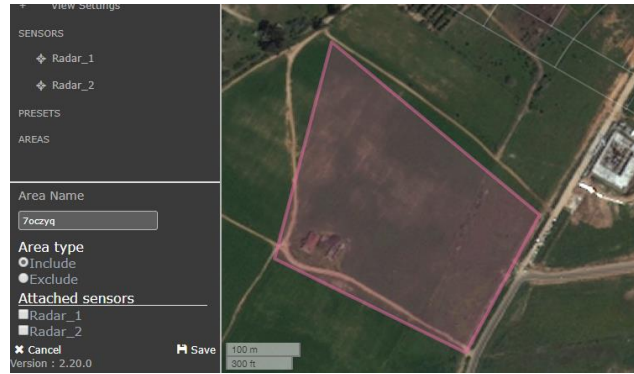 + View Settings
SENSORS
Radar_1
Radar_2
PRESETS
AREAS
Area Name
7oczyq
Area type
Include
Exclude
Attached sensors
Radar_1
Radar_2
✖ Cancel Save
Version : 2.20.0
100 m
300 ft